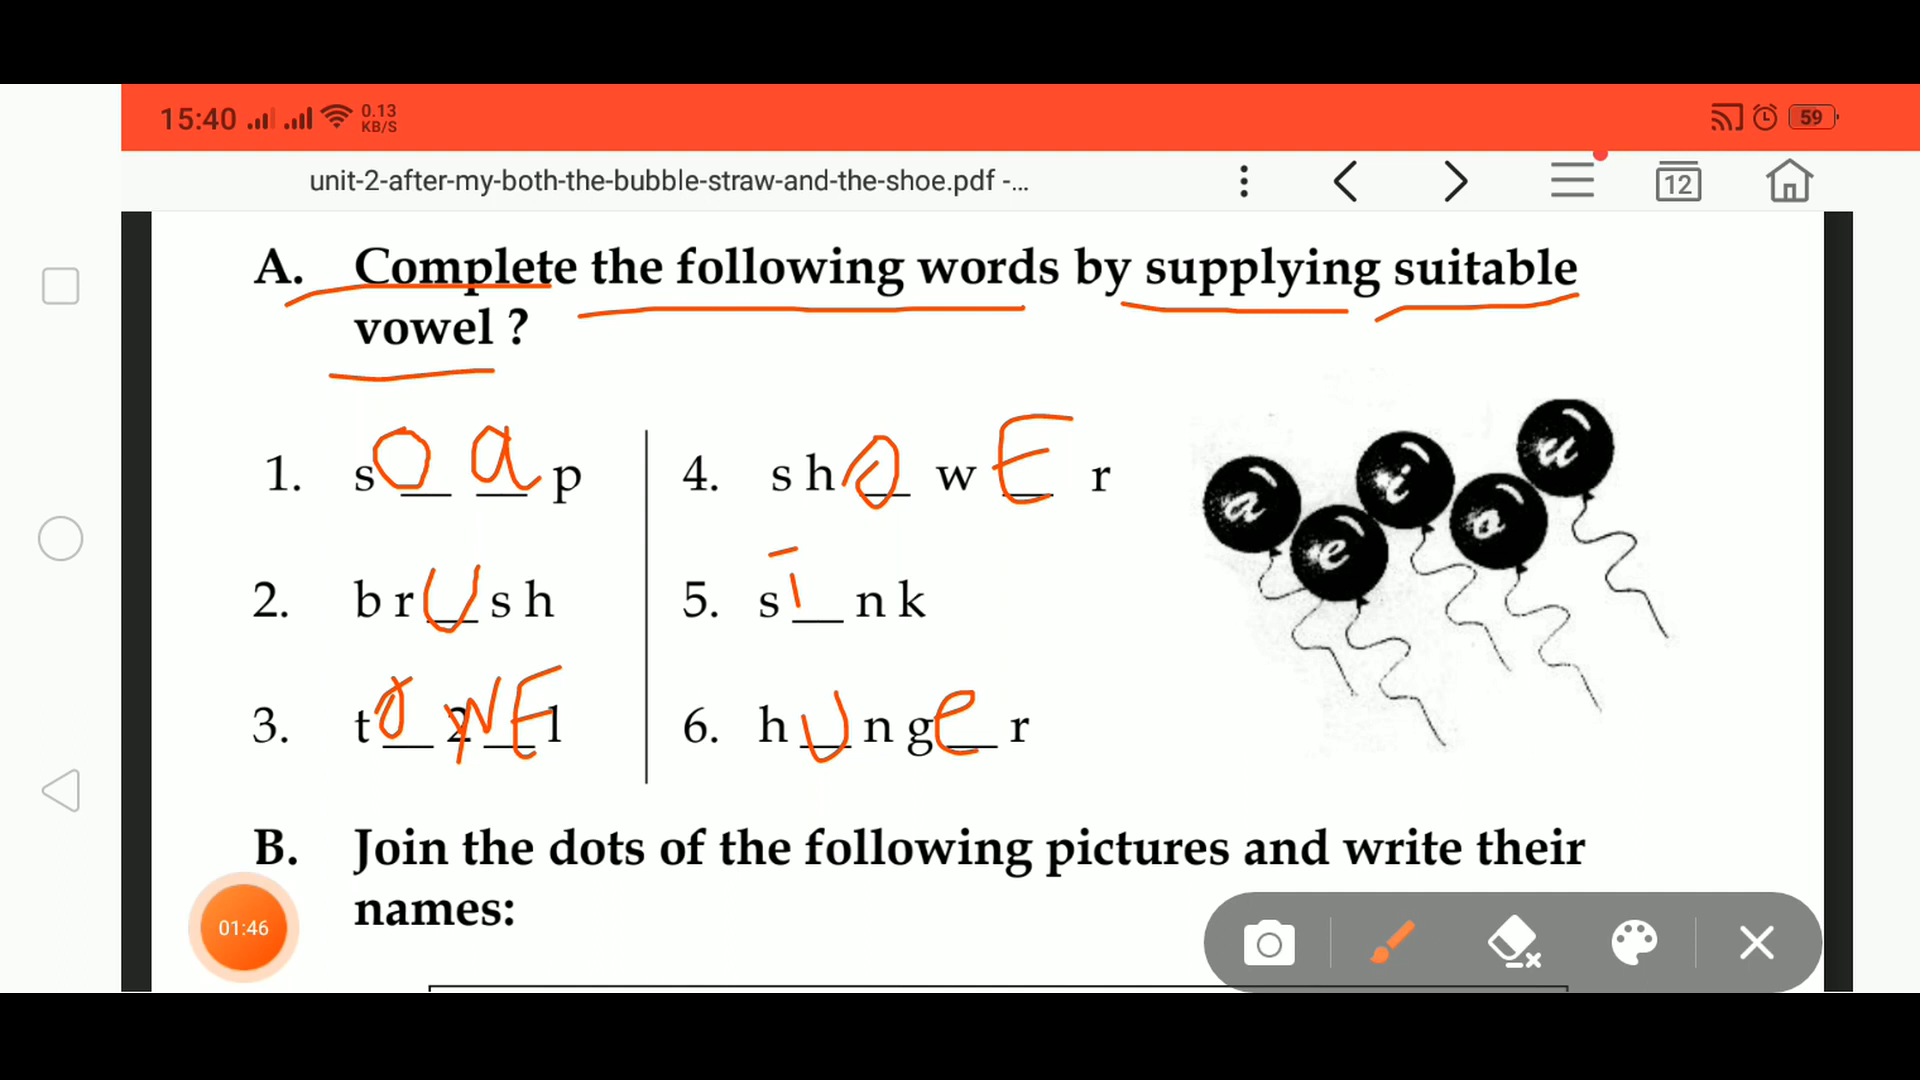 15:40 0.13 KB/S 59
unit-2-after-my-both-the-bubble-straw-and-the-shoe.pdf -... 12
A. Complete the following words by supplying suitable
vowel ?
1. s o a p
2. b r U s h
3. t o W E l
4. s h o w E r
5. s i n k
6. h U n g e r
a e i o u
B. Join the dots of the following pictures and write their
names:
01:46